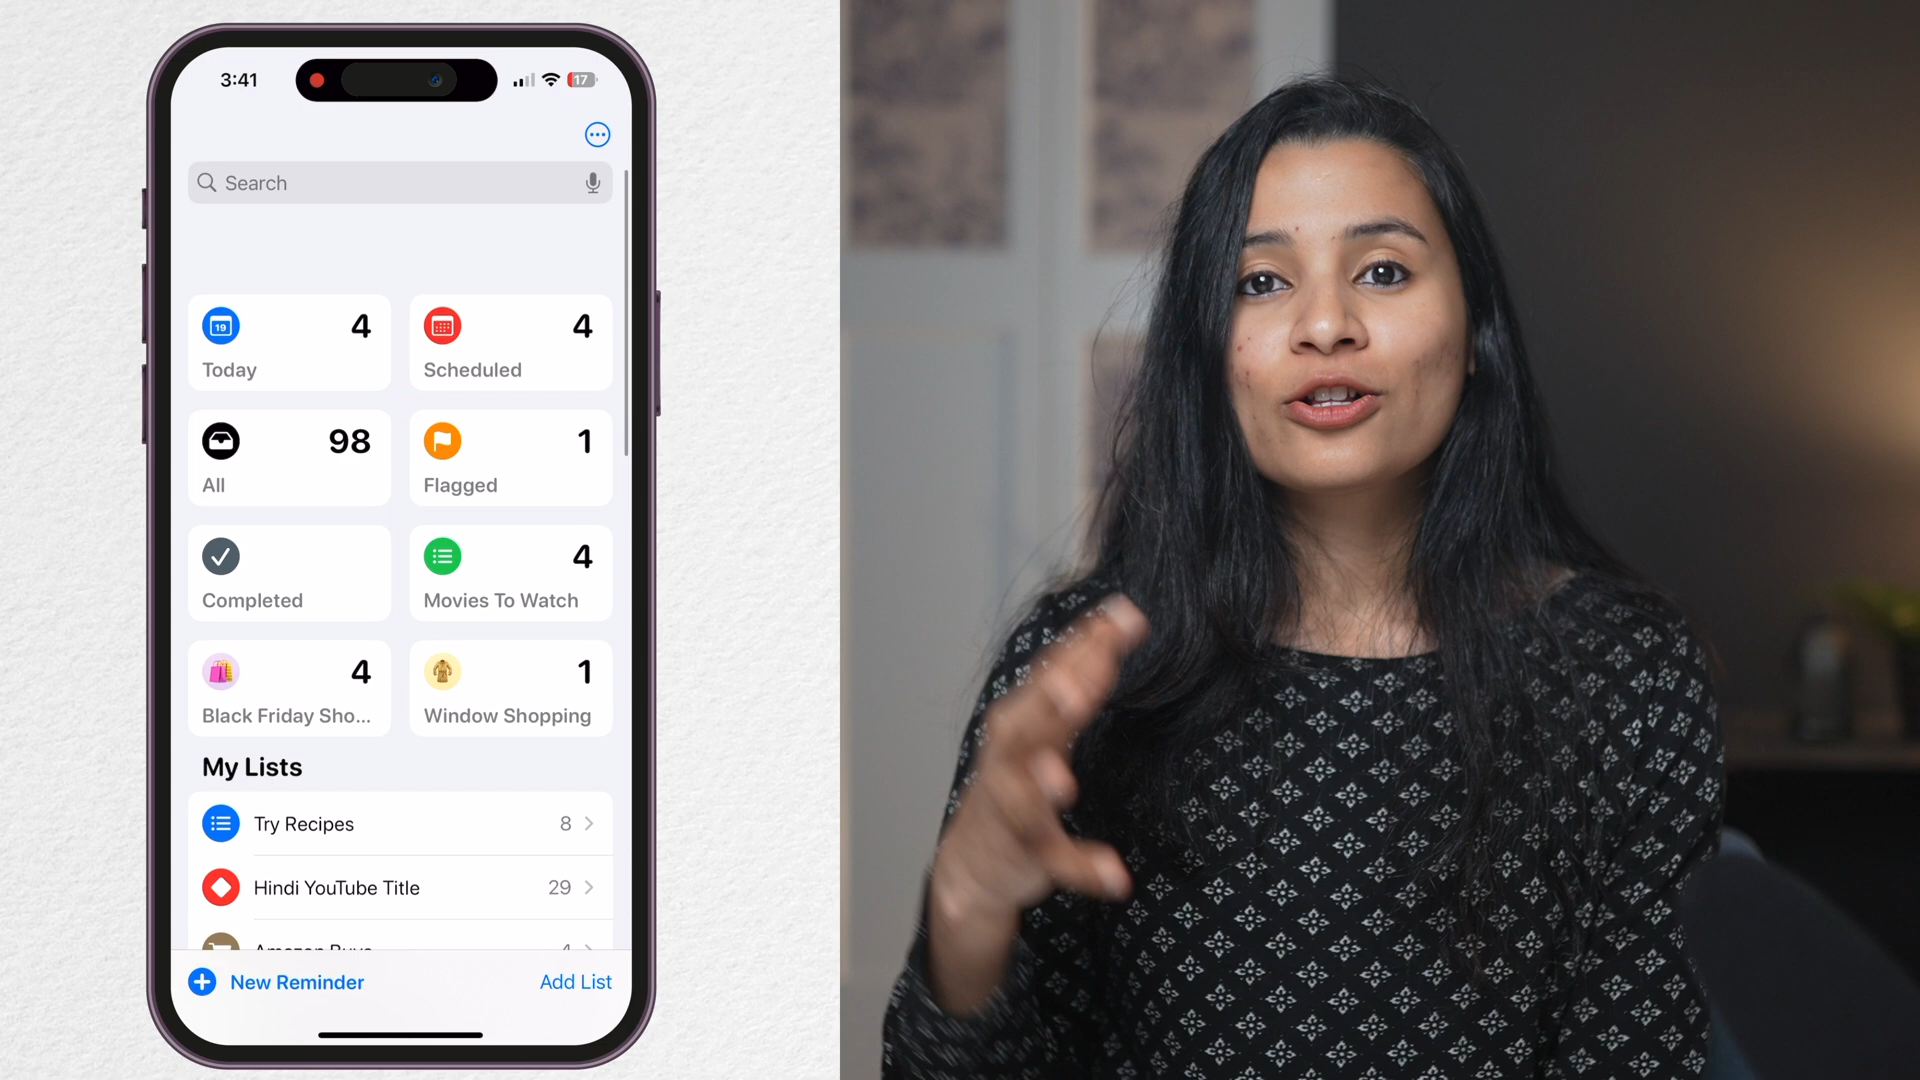 3:41
17
Search
19
4
Today
4
Scheduled
98
All
1
Flagged
Completed
4
Movies To Watch
4
Black Friday Sho...
1
Window Shopping
My Lists
Try Recipes 8
Hindi YouTube Title 29
New Reminder
Add List